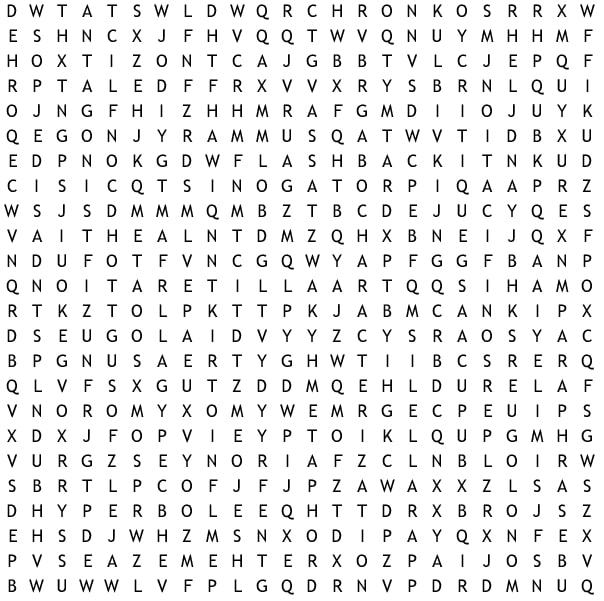 D W T A T S W L D W Q R C H R O N K O S R R X W
E S H N C X J F H V Q Q T W V Q N U Y M H H M F
H O X T I Z O N T C A J G B B T V L C J E P Q F
R P T A L E D F F R X V V X R Y S B R N L Q U I
O J N G F H I Z H H M R A F G M D I I O J U Y K
Q E G O N J Y R A M M U S Q A T W V T I D B X U
E D P N O K G D W F L A S H B A C K I T N K U D
C I S I C Q T S I N O G A T O R P I Q A A P R Z
W S J S D M M M Q M B Z T B C D E J U C Y Q E S
V A I T H E A L N T D M Z Q H X B N E I J Q X F
N D U F O T F V N C G Q W Y A P F G G F B A N P
Q N O I T A R E T I L L A A R T Q Q S I H A M O
R T K Z T O L P K T T P K J A B M C A N K I P X
D S E U G O L A I D V Y Y Z C Y S R A O S Y A C
B P G N U S A E R T Y G H W T I I B C S R E R Q
Q L V F S X G U T Z D D M Q E H L D U R E L A F
V N O R O M Y X O M Y W E M R G E C P E U I P S
X D X J F O P V I E Y P T O I K L Q U P G M H G
V U R G Z S E Y N O R I A F Z C L N B L O I R W
S B R T L P C O F J F J P Z A W A X X Z L S A S
D H Y P E R B O L E E Q H T T D R X B R O J S Z
E H S D J W H Z M S N X O D I P A Y Q X N F E X
P V S E A Z E M E H T E R X O Z P A I J O S B V
B W U W W L V F P L G Q D R N V P D R D M N U Q